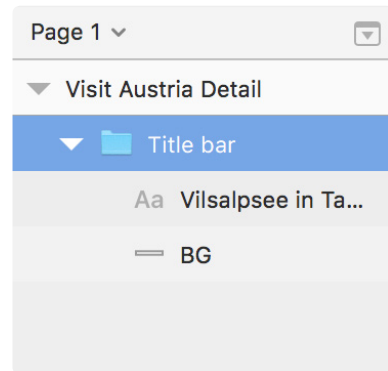 Page 1
Visit Austria Detail
Title bar
Aa Vilsalpsee in Ta...
BG